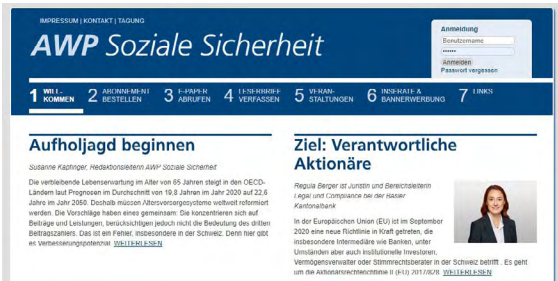 IMPRESSUM | KONTAKT | TAGUNG
AWP Soziale Sicherheit
Anmeldung
Benutzername
••••••
Anmelden
Passwort vergessen
1 WILL-
KOMMEN
2 ABONNEMENT
BESTELLEN
3 E-PAPER
ABRUFEN
4 LESERBRIEF
VERFASSEN
5 VERAN-
STALTUNGEN
6 INSERATE &
BANNERWERBUNG
7 LINKS
Aufholjagd beginnen
Susanne Kapfinger, Redaktionsleiterin AWP Soziale Sicherheit
Die verbleibende Lebenserwartung im Alter von 65 Jahren steigt in den OECD-
Ländern laut Prognosen im Durchschnitt von 19,8 Jahren im Jahr 2020 auf 22,6
Jahre im Jahr 2059. Deshalb müssen Altersvorsorgesysteme weltweit reformiert
werden. Die Vorschläge haben eines gemeinsam: Sie konzentrieren sich auf
Beiträge und Leistungen, berücksichtigen jedoch nicht die Bedeutung des dritten
Beitragszahlers. Das ist ein Fehler, insbesondere in der Schweiz. Denn hier gibt
es Verbesserungspotenzial. WEITERLESEN
Ziel: Verantwortliche
Aktionäre
Regula Berger ist Juristin und Bereichsleiterin
Legal und Compliance bei der Basler
Kantonalbank
In der Europäischen Union (EU) ist im September
2020 eine neue Richtlinie in Kraft getreten, die
insbesondere Intermediäre wie Banken, unter
Umständen aber auch institutionelle Investoren,
Vermögensverwalter oder Stimmrechtsberater in der Schweiz betrifft . Es geht
um die Aktionärsrechterichtlinie II (EU) 2017/828. WEITERLESEN